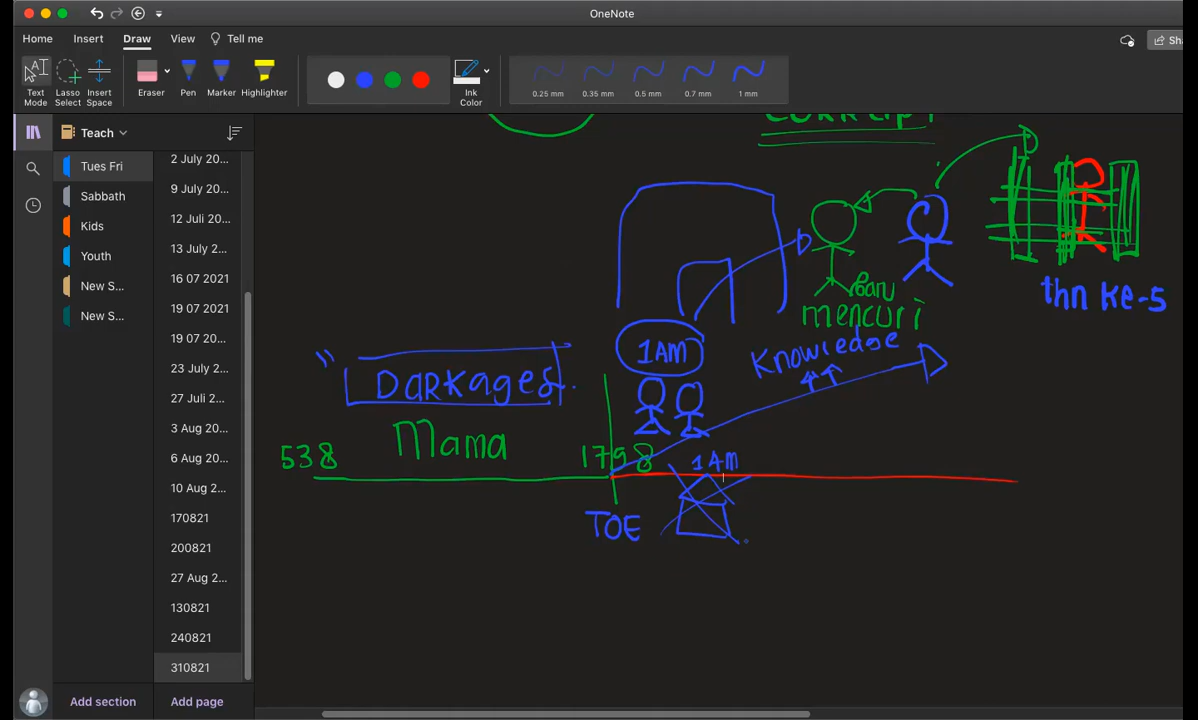 OneNote
Home Insert Draw View Tell me
Sha
Text Mode
Lasso Select
Insert Space
Eraser
Pen
Marker
Highlighter
Ink Color
0.25 mm 0.35 mm 0.5 mm 0.7 mm 1 mm
Teach
Tues Fri
Sabbath
Kids
Youth
New S...
New S...
2 July 20...
9 July 20...
12 Juli 20...
13 July 20...
16 07 2021
19 07 2021
19 07 20...
23 July 2...
27 Juli 2...
3 Aug 20...
6 Aug 20...
10 Aug 2...
170821
200821
27 Aug 2...
130821
240821
310821
Add section
Add page
baru
mencuri
thn ke-5
1AM
Knowledge
"DarkAges"
Mama
538
1798
1AM
TOE